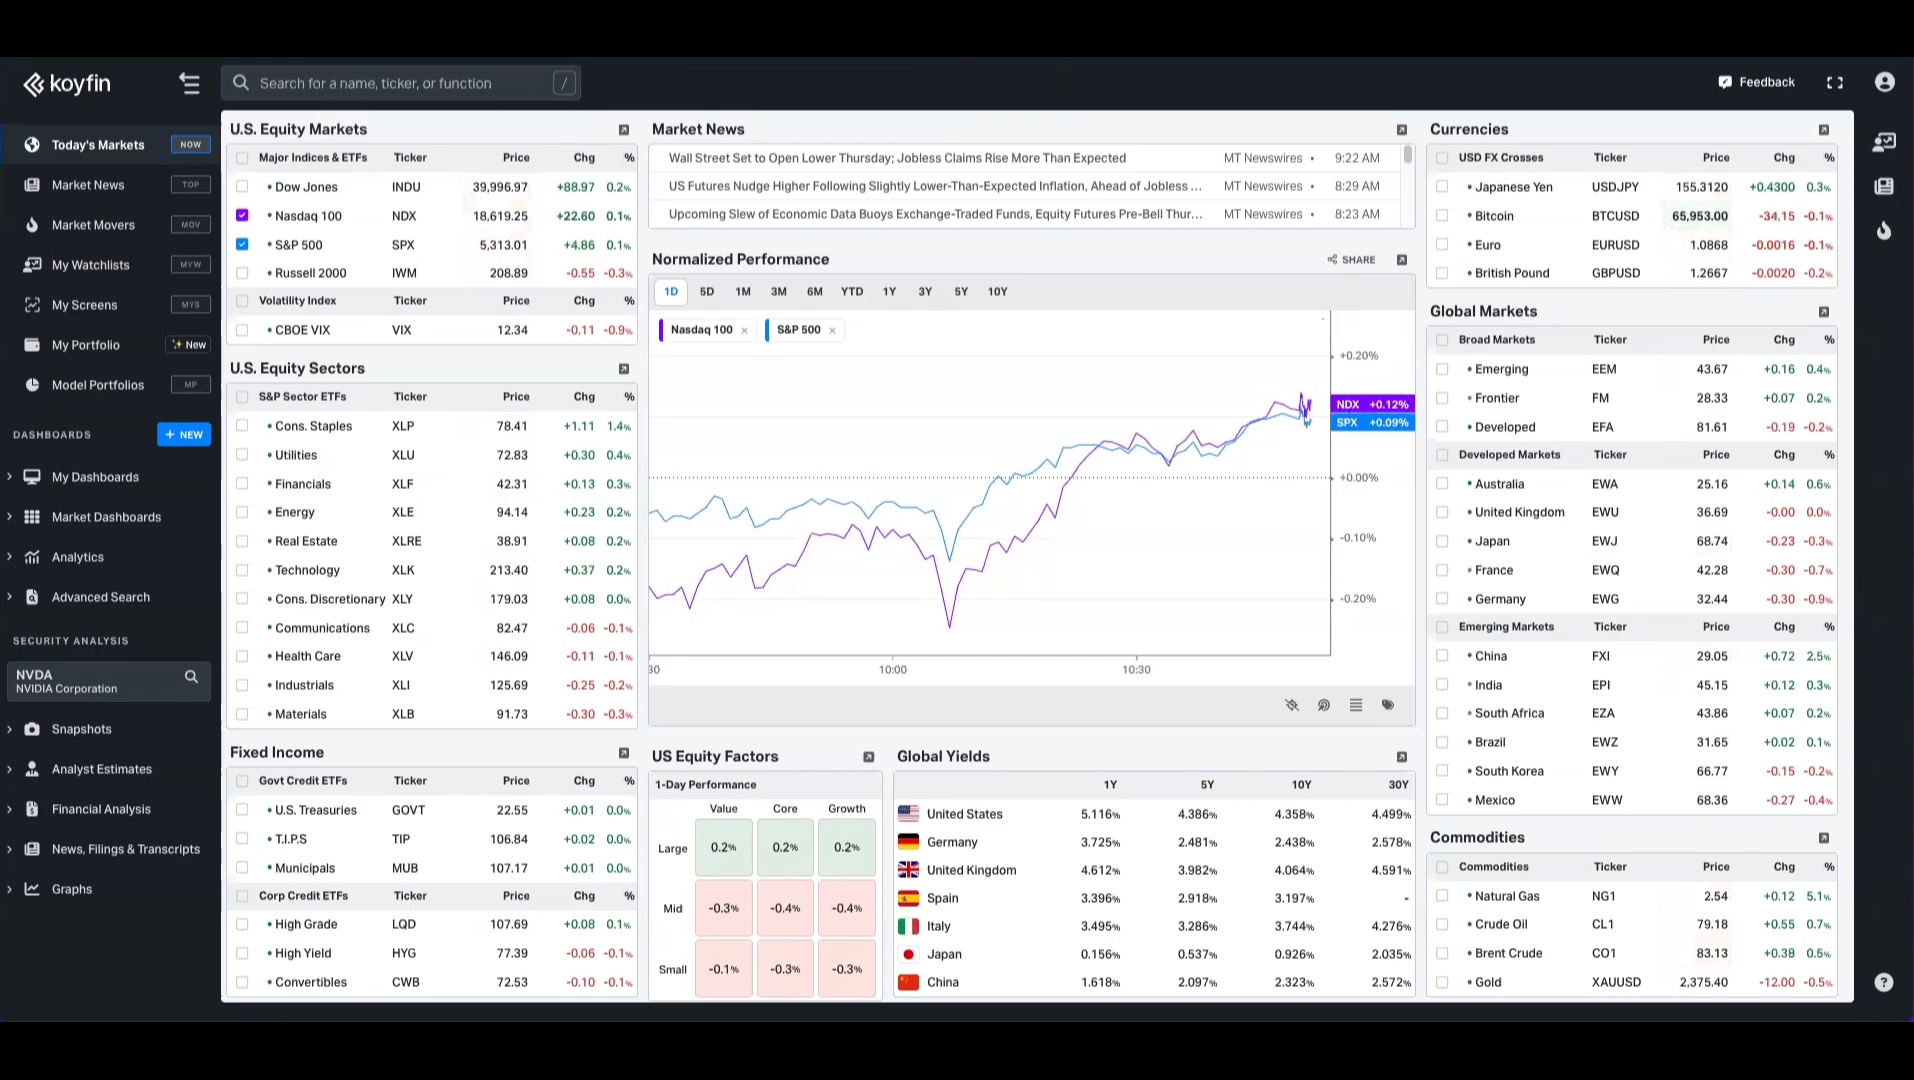 koyfin
Search for a name, ticker, or function /
Feedback
Today's Markets NOW
Market News TOP
Market Movers MOV
My Watchlists MYW
My Screens MYS
My Portfolio New
Model Portfolios MP
DASHBOARDS + NEW
My Dashboards
Market Dashboards
Analytics
Advanced Search
SECURITY ANALYSIS
NVDA
NVIDIA Corporation
Snapshots
Analyst Estimates
Financial Analysis
News, Filings & Transcripts
Graphs
U.S. Equity Markets
Major Indices & ETFs Ticker Price Chg %
Dow Jones INDU 39,996.97 +88.97 0.2%
Nasdaq 100 NDX 18,619.25 +22.60 0.1%
S&P 500 SPX 5,313.01 +4.86 0.1%
Russell 2000 IWM 208.89 -0.55 -0.3%
Volatility Index Ticker Price Chg %
CBOE VIX VIX 12.34 -0.11 -0.9%
U.S. Equity Sectors
S&P Sector ETFs Ticker Price Chg %
Cons. Staples XLP 78.41 +1.11 1.4%
Utilities XLU 72.83 +0.30 0.4%
Financials XLF 42.31 +0.13 0.3%
Energy XLE 94.14 +0.23 0.2%
Real Estate XLRE 38.91 +0.08 0.2%
Technology XLK 213.40 +0.37 0.2%
Cons. Discretionary XLY 179.03 +0.08 0.0%
Communications XLC 82.47 -0.06 -0.1%
Health Care XLV 146.09 -0.11 -0.1%
Industrials XLI 125.69 -0.25 -0.2%
Materials XLB 91.73 -0.30 -0.3%
Fixed Income
Govt Credit ETFs Ticker Price Chg %
U.S. Treasuries GOVT 22.55 +0.01 0.0%
T.I.P.S TIP 106.84 +0.02 0.0%
Municipals MUB 107.17 +0.01 0.0%
Corp Credit ETFs Ticker Price Chg %
High Grade LQD 107.69 +0.08 0.1%
High Yield HYG 77.39 -0.06 -0.1%
Convertibles CWB 72.53 -0.10 -0.1%
Market News
Wall Street Set to Open Lower Thursday; Jobless Claims Rise More Than Expected MT Newswires • 9:22 AM
US Futures Nudge Higher Following Slightly Lower-Than-Expected Inflation, Ahead of Jobless ... MT Newswires • 8:29 AM
Upcoming Slew of Economic Data Buoys Exchange-Traded Funds, Equity Futures Pre-Bell Thur... MT Newswires • 8:23 AM
Normalized Performance SHARE
1D 5D 1M 3M 6M YTD 1Y 3Y 5Y 10Y
Nasdaq 100 × S&P 500 ×
+0.20%
NDX +0.12%
SPX +0.09%
+0.00%
-0.10%
-0.20%
30 10:00 10:30
US Equity Factors
1-Day Performance
Value Core Growth
Large 0.2% 0.2% 0.2%
Mid -0.3% -0.4% -0.4%
Small -0.1% -0.3% -0.3%
Global Yields
1Y 5Y 10Y 30Y
United States 5.116% 4.386% 4.358% 4.499%
Germany 3.725% 2.481% 2.438% 2.578%
United Kingdom 4.612% 3.982% 4.064% 4.591%
Spain 3.396% 2.918% 3.197% -
Italy 3.495% 3.286% 3.744% 4.276%
Japan 0.156% 0.537% 0.926% 2.035%
China 1.618% 2.097% 2.323% 2.572%
Currencies
USD FX Crosses Ticker Price Chg %
Japanese Yen USDJPY 155.3120 +0.4300 0.3%
Bitcoin BTCUSD 65,953.00 -34.15 -0.1%
Euro EURUSD 1.0868 -0.0016 -0.1%
British Pound GBPUSD 1.2667 -0.0020 -0.2%
Global Markets
Broad Markets Ticker Price Chg %
Emerging EEM 43.67 +0.16 0.4%
Frontier FM 28.33 +0.07 0.2%
Developed EFA 81.61 -0.19 -0.2%
Developed Markets Ticker Price Chg %
Australia EWA 25.16 +0.14 0.6%
United Kingdom EWU 36.69 -0.00 0.0%
Japan EWJ 68.74 -0.23 -0.3%
France EWQ 42.28 -0.30 -0.7%
Germany EWG 32.44 -0.30 -0.9%
Emerging Markets Ticker Price Chg %
China FXI 29.05 +0.72 2.5%
India EPI 45.15 +0.12 0.3%
South Africa EZA 43.86 +0.07 0.2%
Brazil EWZ 31.65 +0.02 0.1%
South Korea EWY 66.77 -0.15 -0.2%
Mexico EWW 68.36 -0.27 -0.4%
Commodities
Commodities Ticker Price Chg %
Natural Gas NG1 2.54 +0.12 5.1%
Crude Oil CL1 79.18 +0.55 0.7%
Brent Crude CO1 83.13 +0.38 0.5%
Gold XAUUSD 2,375.40 -12.00 -0.5%
?